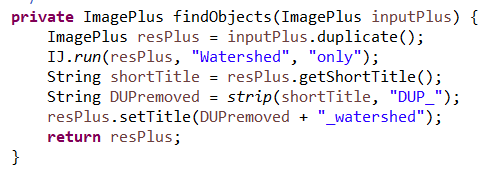 private ImagePlus findObjects(ImagePlus inputPlus) {
    ImagePlus resPlus = inputPlus.duplicate();
    IJ.run(resPlus, "Watershed", "only");
    String shortTitle = resPlus.getShortTitle();
    String DUPremoved = strip(shortTitle, "DUP_");
    resPlus.setTitle(DUPremoved + "_watershed");
    return resPlus;
}